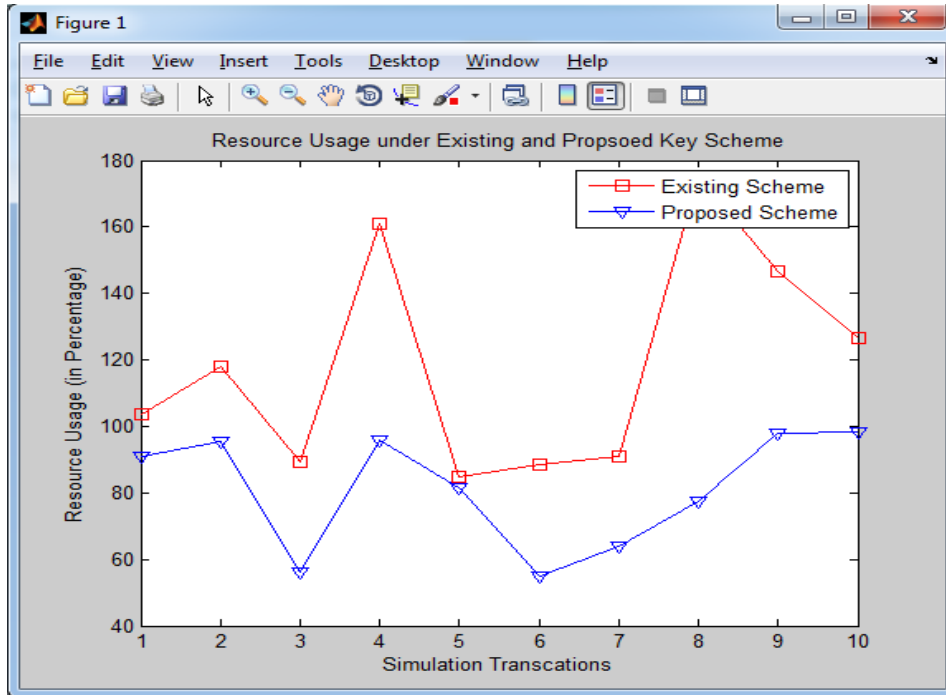 Figure 1
File Edit View Insert Tools Desktop Window Help
Resource Usage under Existing and Propsoed Key Scheme
Existing Scheme
Proposed Scheme
Resource Usage (in Percentage)
180
160
140
120
100
80
60
40
1 2 3 4 5 6 7 8 9 10
Simulation Transcations